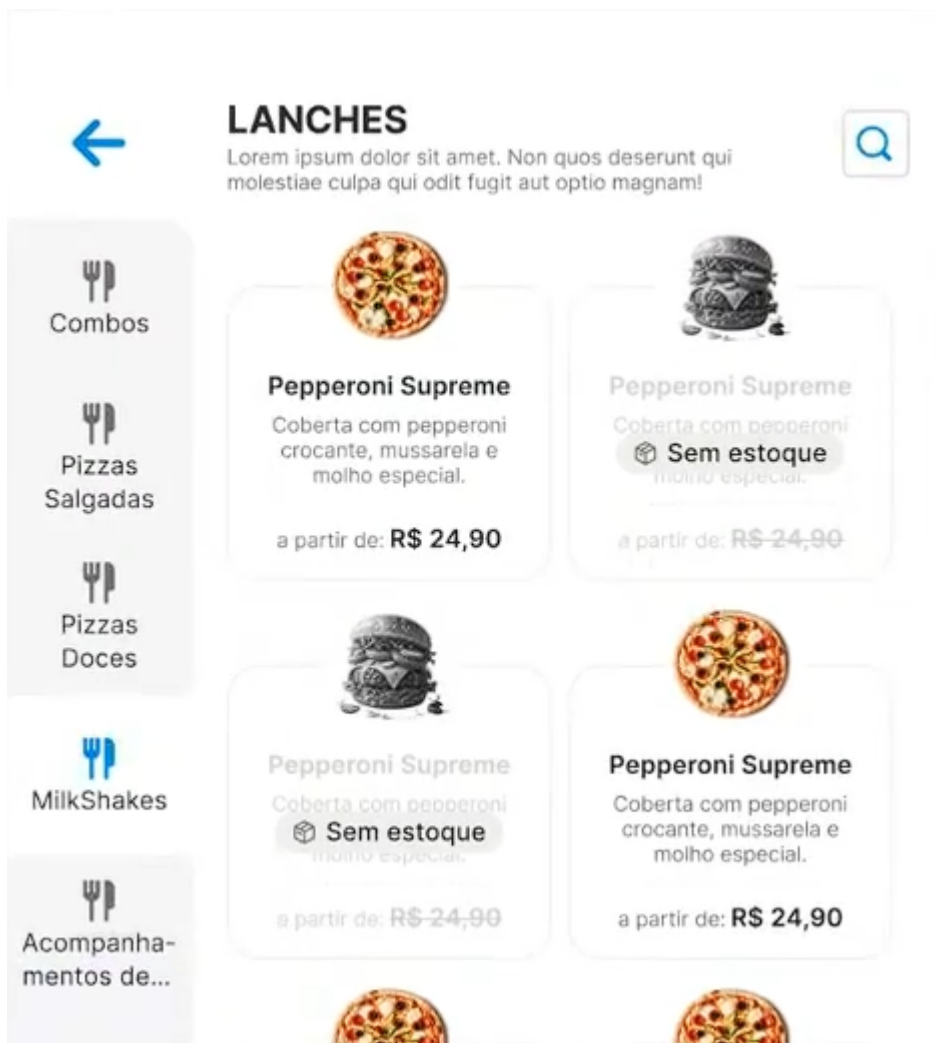 LANCHES
Lorem ipsum dolor sit amet. Non quos deserunt qui
molestiae culpa qui odit fugit aut optio magnam!
Combos
Pizzas
Salgadas
Pizzas
Doces
MilkShakes
Acompanha-
mentos de...
Pepperoni Supreme
Coberta com pepperoni
crocante, mussarela e
molho especial.
a partir de: R$ 24,90
Pepperoni Supreme
Coberta com pepperoni
Sem estoque
molho especial.
a partir de: R$ 24,90
Pepperoni Supreme
Coberta com pepperoni
Sem estoque
molho especial.
a partir de: R$ 24,90
Pepperoni Supreme
Coberta com pepperoni
crocante, mussarela e
molho especial.
a partir de: R$ 24,90